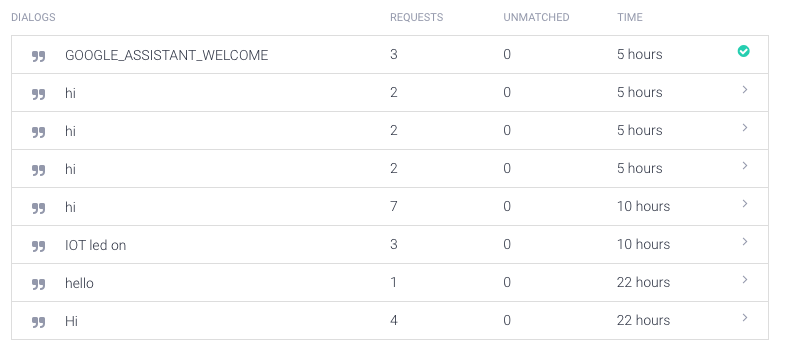 DIALOGS REQUESTS UNMATCHED TIME
GOOGLE_ASSISTANT_WELCOME 3 0 5 hours
hi 2 0 5 hours
hi 2 0 5 hours
hi 2 0 5 hours
hi 7 0 10 hours
IOT led on 3 0 10 hours
hello 1 0 22 hours
Hi 4 0 22 hours